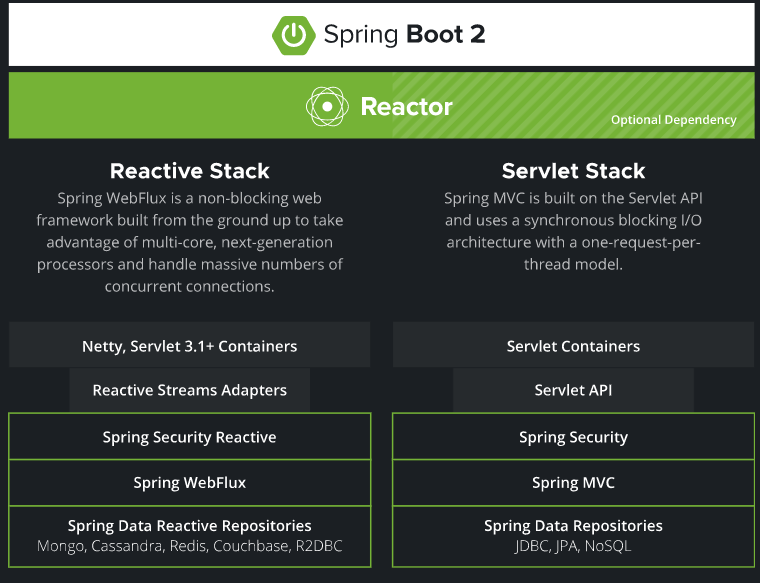 Spring Boot 2
Reactor
Optional Dependency
Reactive Stack
Spring WebFlux is a non-blocking web
framework built from the ground up to take
advantage of multi-core, next-generation
processors and handle massive numbers of
concurrent connections.
Netty, Servlet 3.1+ Containers
Reactive Streams Adapters
Spring Security Reactive
Spring WebFlux
Spring Data Reactive Repositories
Mongo, Cassandra, Redis, Couchbase, R2DBC
Servlet Stack
Spring MVC is built on the Servlet API
and uses a synchronous blocking I/O
architecture with a one-request-per-
thread model.
Servlet Containers
Servlet API
Spring Security
Spring MVC
Spring Data Repositories
JDBC, JPA, NoSQL